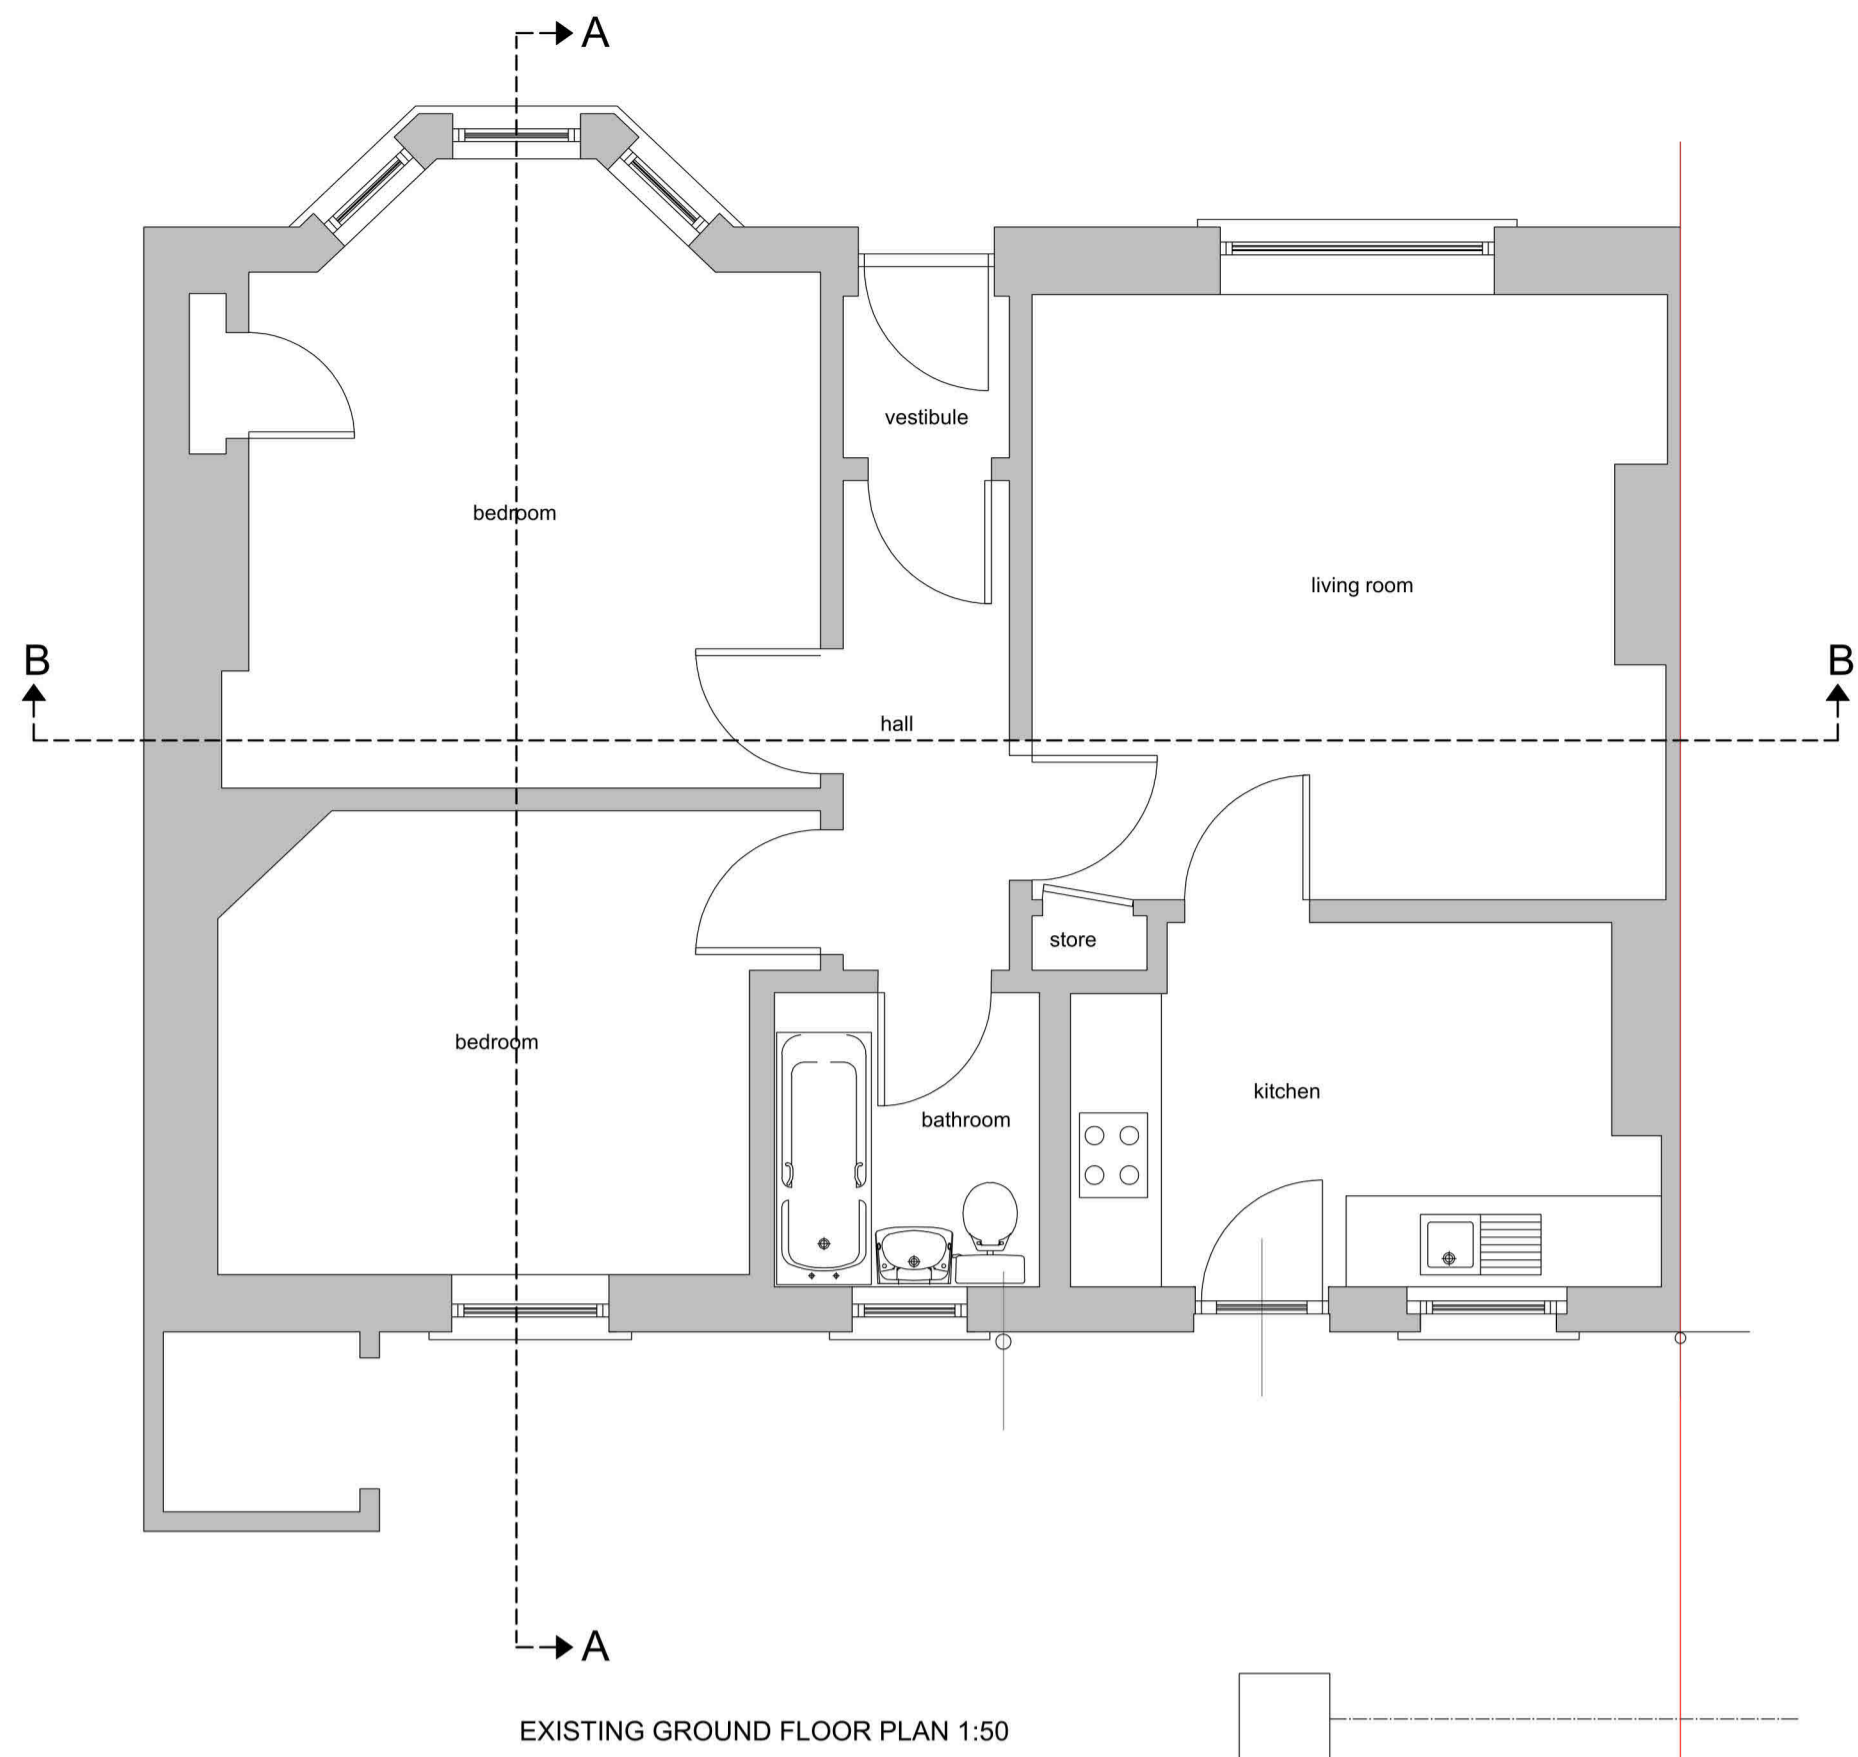 A
vestibule
bedroom
living room
B
B
hall
store
bedroom
kitchen
bathroom
A
EXISTING GROUND FLOOR PLAN 1:50